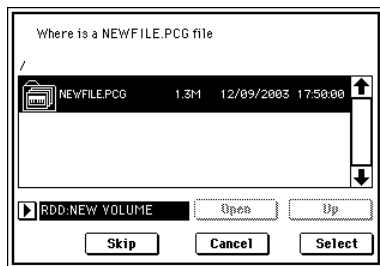 Where is a NEWFILE.PCG file
/
NEWFILE.PCG 1.3M 12/09/2003 17:50:00
RDD:NEW VOLUME Open Up
Skip Cancel Select